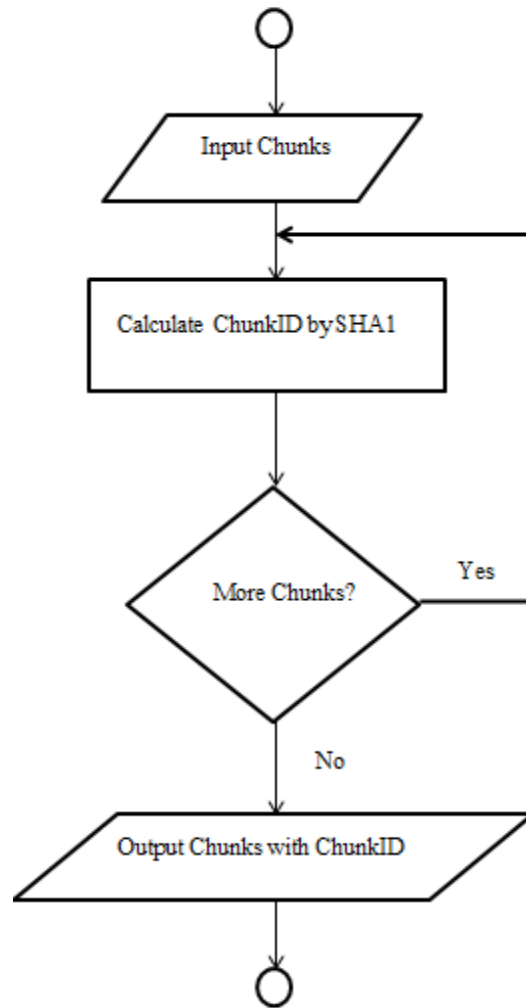 Input Chunks
Calculate ChunkID by SHA1
More Chunks?
Yes
No
Output Chunks with ChunkID